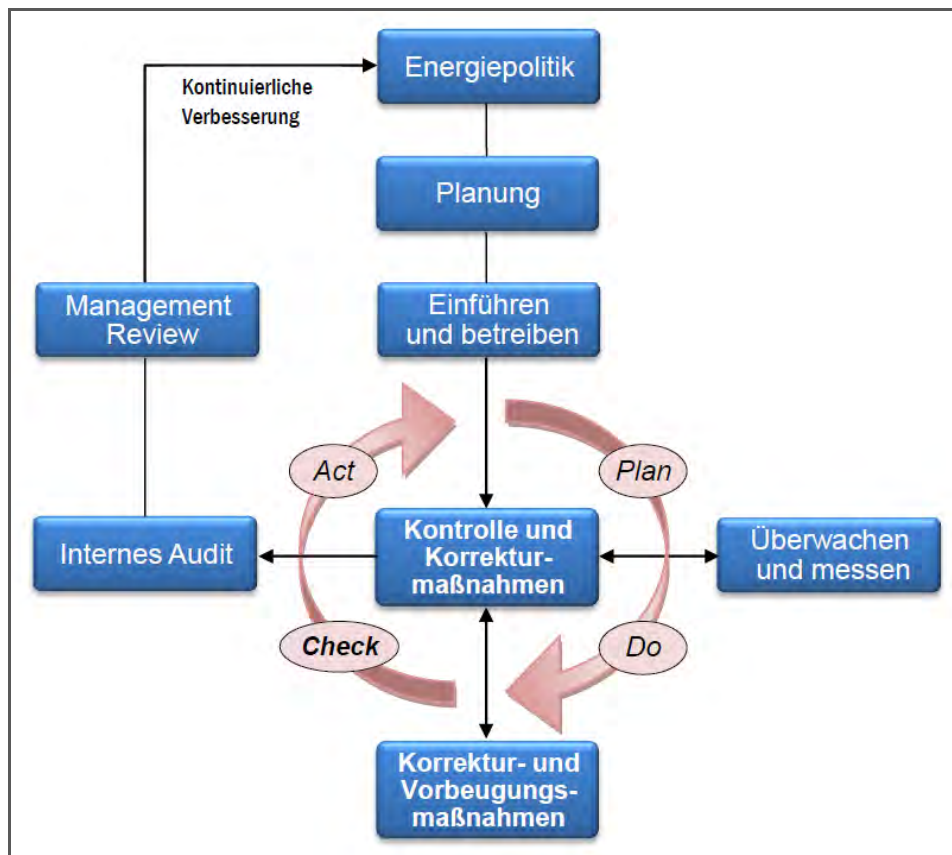 Energiepolitik
Kontinuierliche
Verbesserung
Planung
Management
Review
Einführen
und betreiben
Act
Plan
Internes Audit
Kontrolle und
Korrektur-
maßnahmen
Überwachen
und messen
Check
Do
Korrektur- und
Vorbeugungs-
maßnahmen